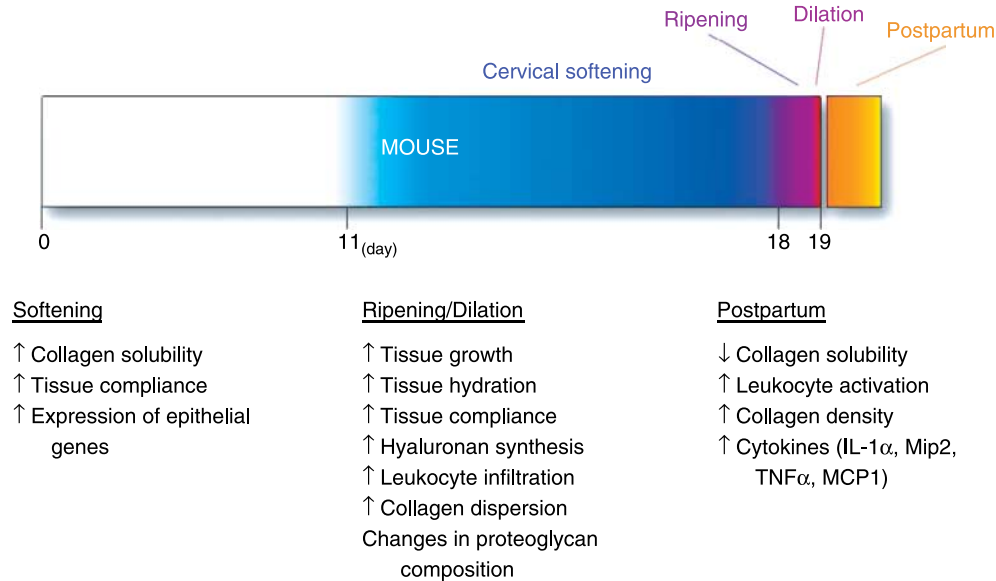 Ripening
Dilation
Postpartum
Cervical softening
MOUSE
0
11(day)
18
19
Softening
↑ Collagen solubility
↑ Tissue compliance
↑ Expression of epithelial
genes
Ripening/Dilation
↑ Tissue growth
↑ Tissue hydration
↑ Tissue compliance
↑ Hyaluronan synthesis
↑ Leukocyte infiltration
↑ Collagen dispersion
Changes in proteoglycan
composition
Postpartum
↓ Collagen solubility
↑ Leukocyte activation
↑ Collagen density
↑ Cytokines (IL-1α, Mip2,
TNFα, MCP1)